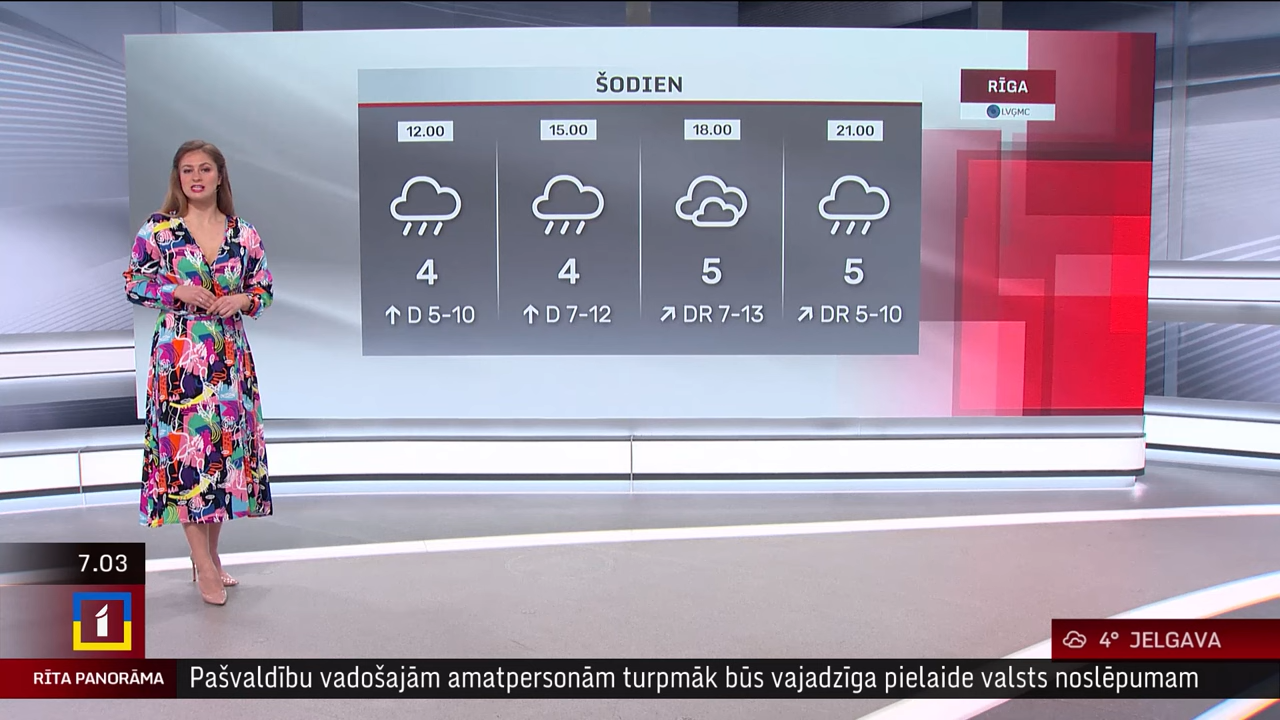 ŠODIEN
RĪGA
LVĢMC
12.00 15.00 18.00 21.00
4 4 5 5
D 5-10 D 7-12 DR 7-13 DR 5-10
7.03
1
4° JELGAVA
RĪTA PANORĀMA
Pašvaldību vadošajām amatpersonām turpmāk būs vajadzīga pielaide valsts noslēpumam